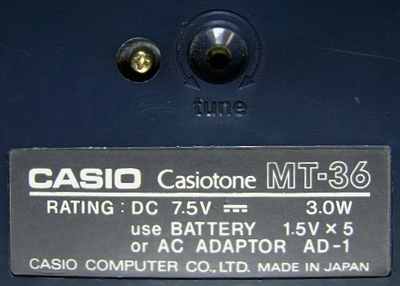 tune
CASIO Casiotone MT-36
RATING : DC 7.5V ⎓ 3.0W
use BATTERY 1.5V × 5
or AC ADAPTOR AD-1
CASIO COMPUTER CO., LTD. MADE IN JAPAN